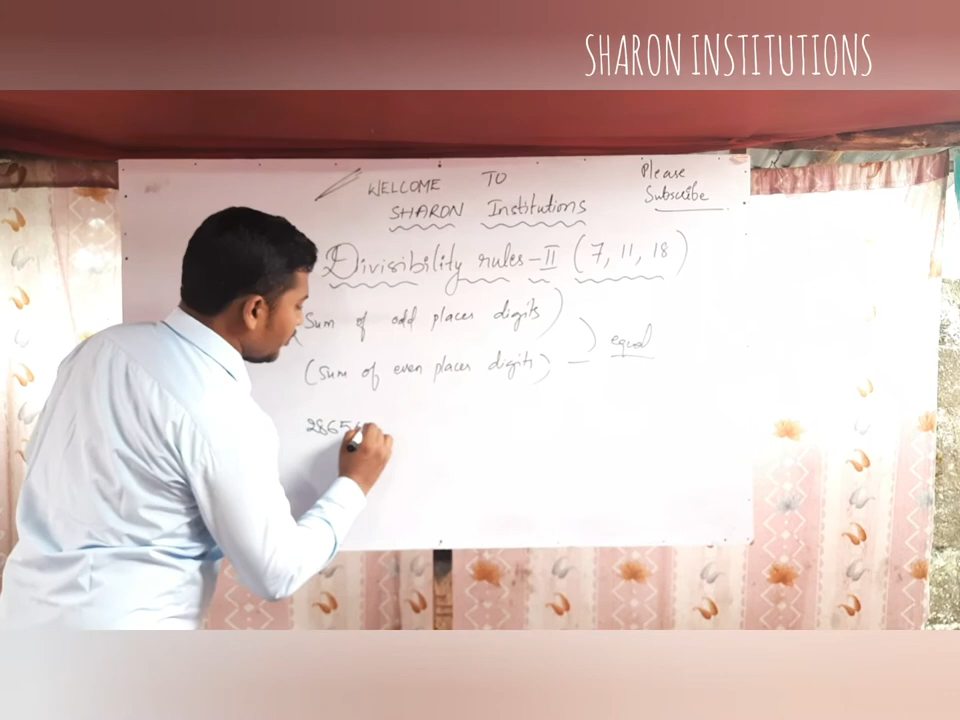 SHARON INSTITUTIONS
WELCOME TO
SHARON Institutions
Please
Subscribe
Divisibility rules - II (7, 11, 18)
Sum of odd places digits)
(Sum of even places digits)
equal
2865